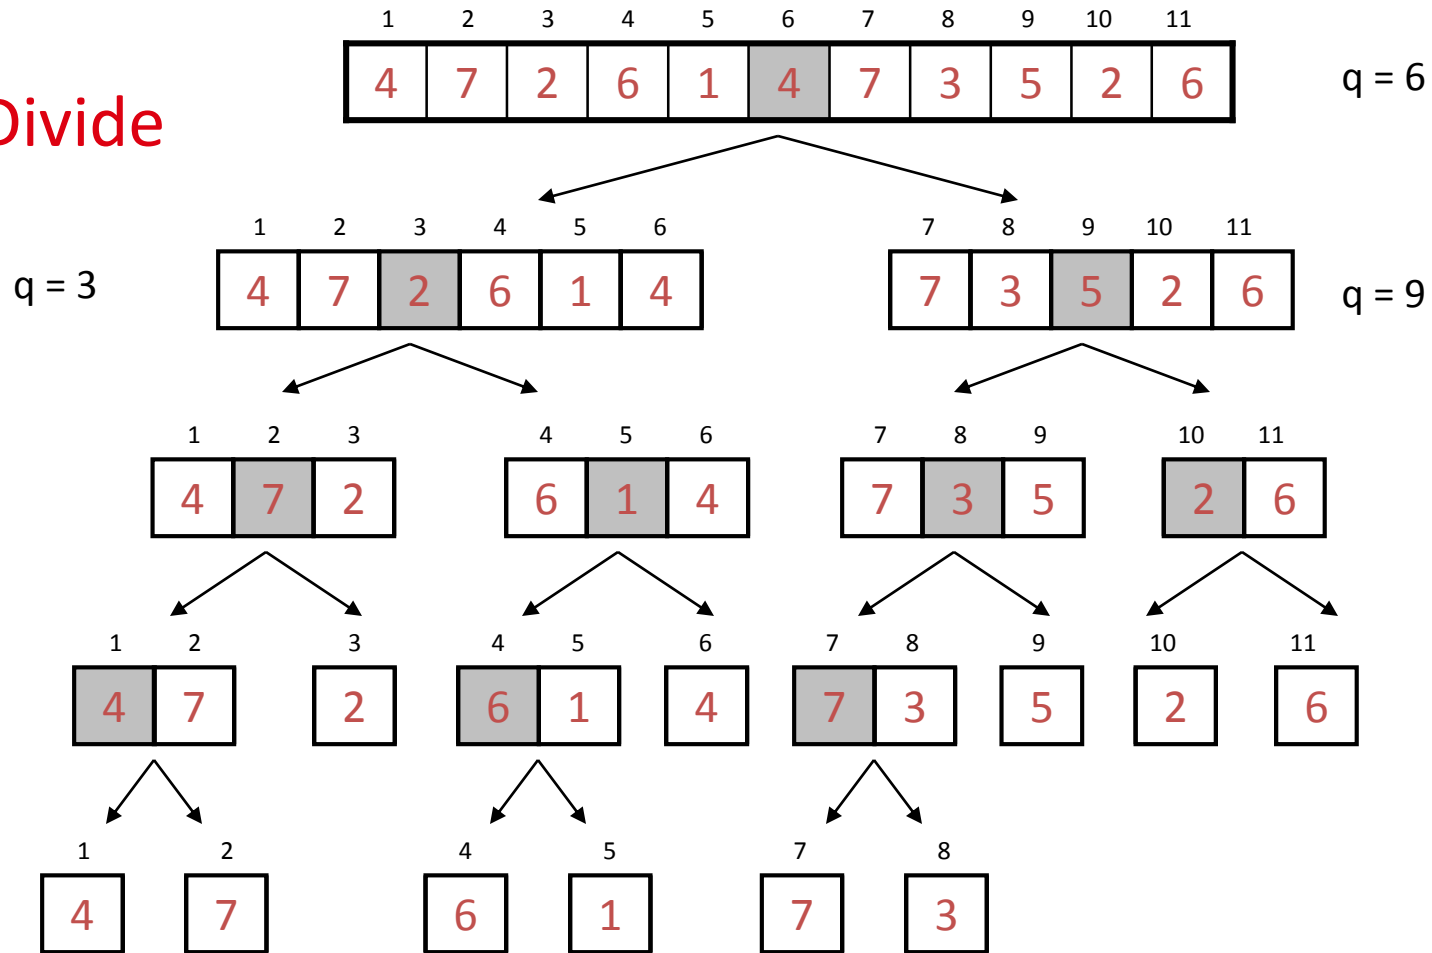 1 2 3 4 5 6 7 8 9 10 11
4 7 2 6 1 4 7 3 5 2 6 q = 6
Divide
1 2 3 4 5 6 7 8 9 10 11
q = 3 4 7 2 6 1 4 7 3 5 2 6 q = 9
1 2 3 4 5 6 7 8 9 10 11
4 7 2 6 1 4 7 3 5 2 6
1 2 3 4 5 6 7 8 9 10 11
4 7 2 6 1 4 7 3 5 2 6
1 2 4 5 7 8
4 7 6 1 7 3